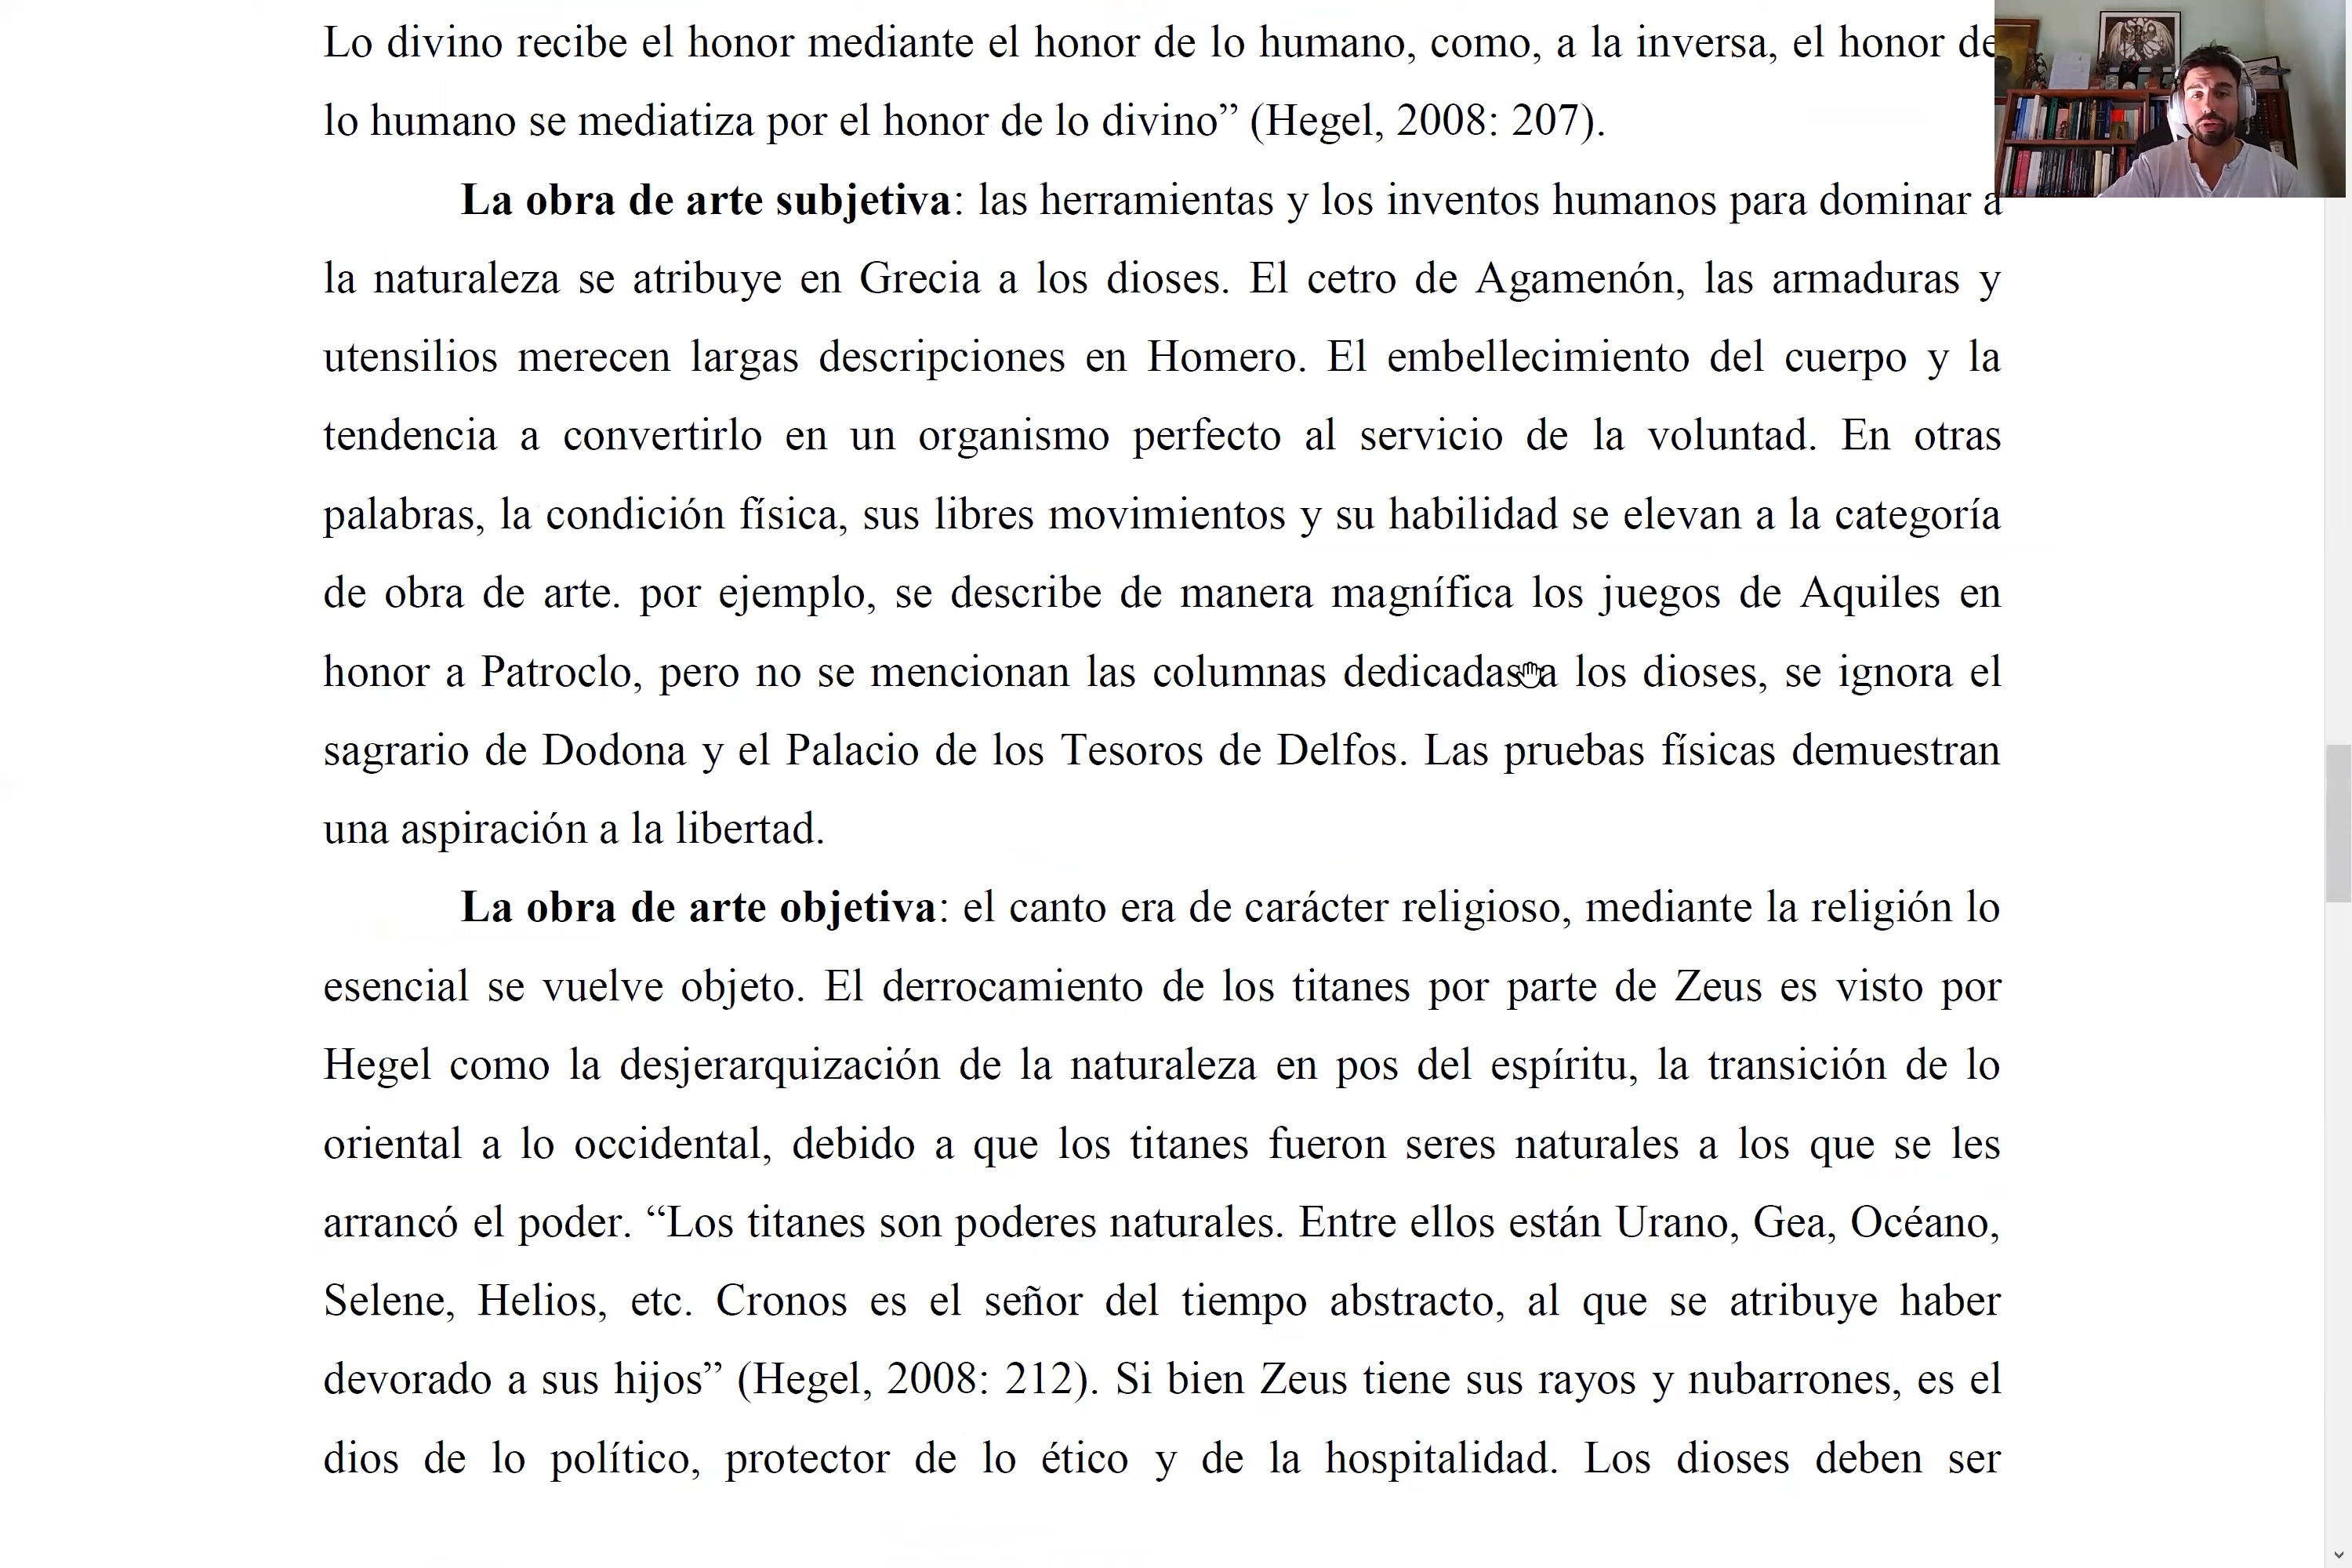 Lo divino recibe el honor mediante el honor de lo humano, como, a la inversa, el honor de
lo humano se mediatiza por el honor de lo divino” (Hegel, 2008: 207).
La obra de arte subjetiva: las herramientas y los inventos humanos para dominar a
la naturaleza se atribuye en Grecia a los dioses. El cetro de Agamenón, las armaduras y
utensilios merecen largas descripciones en Homero. El embellecimiento del cuerpo y la
tendencia a convertirlo en un organismo perfecto al servicio de la voluntad. En otras
palabras, la condición física, sus libres movimientos y su habilidad se elevan a la categoría
de obra de arte. por ejemplo, se describe de manera magnífica los juegos de Aquiles en
honor a Patroclo, pero no se mencionan las columnas dedicadas a los dioses, se ignora el
sagrario de Dodona y el Palacio de los Tesoros de Delfos. Las pruebas físicas demuestran
una aspiración a la libertad.
La obra de arte objetiva: el canto era de carácter religioso, mediante la religión lo
esencial se vuelve objeto. El derrocamiento de los titanes por parte de Zeus es visto por
Hegel como la desjerarquización de la naturaleza en pos del espíritu, la transición de lo
oriental a lo occidental, debido a que los titanes fueron seres naturales a los que se les
arrancó el poder. “Los titanes son poderes naturales. Entre ellos están Urano, Gea, Océano,
Selene, Helios, etc. Cronos es el señor del tiempo abstracto, al que se atribuye haber
devorado a sus hijos” (Hegel, 2008: 212). Si bien Zeus tiene sus rayos y nubarrones, es el
dios de lo político, protector de lo ético y de la hospitalidad. Los dioses deben ser